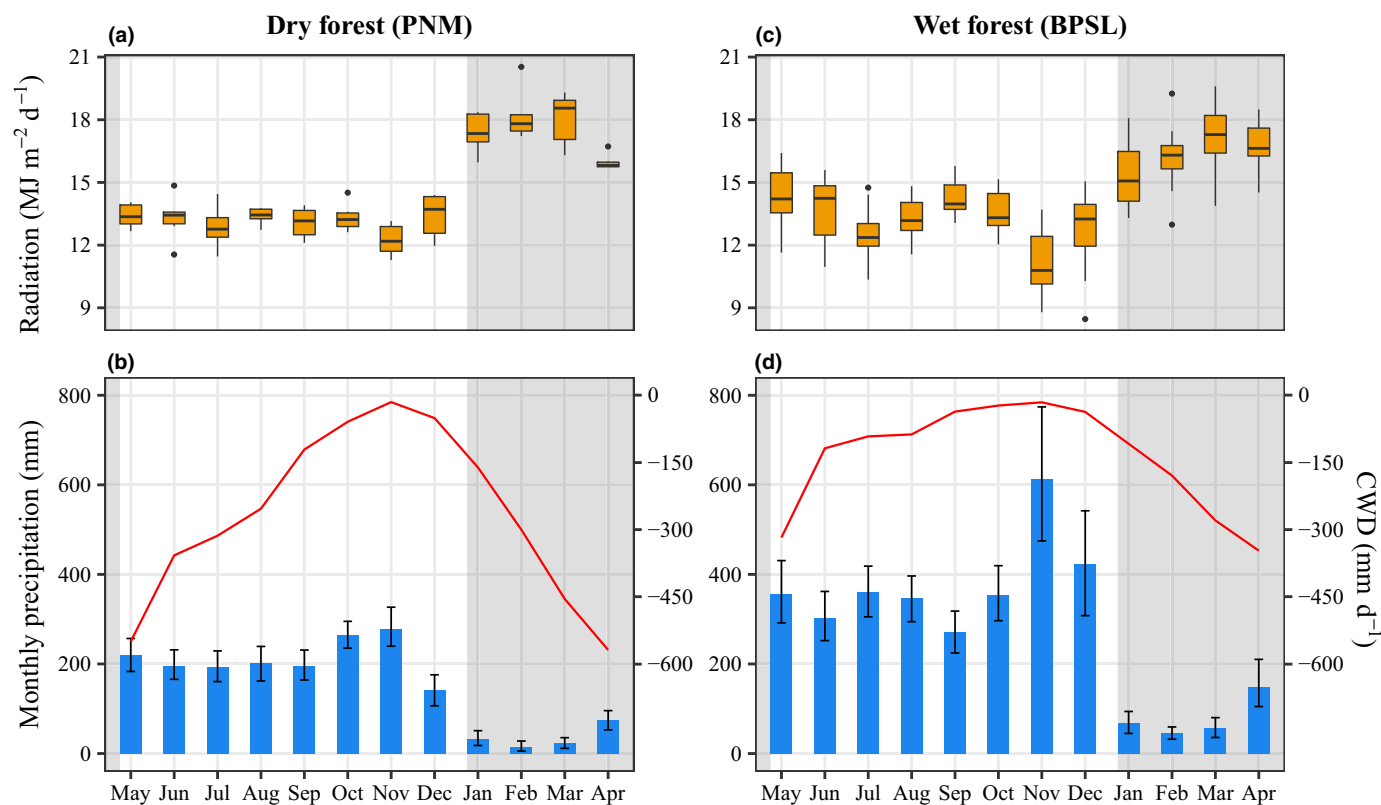 Dry forest (PNM)
Wet forest (BPSL)
(a)
(c)
Radiation (MJ m−2 d−1)
21
18
15
12
9
21
18
15
12
9
(b)
(d)
Monthly precipitation (mm)
800
600
400
200
0
0
−150
−300
−450
−600
800
600
400
200
0
0
−150
−300
−450
−600
CWD (mm d−1)
May Jun Jul Aug Sep Oct Nov Dec Jan Feb Mar Apr
May Jun Jul Aug Sep Oct Nov Dec Jan Feb Mar Apr